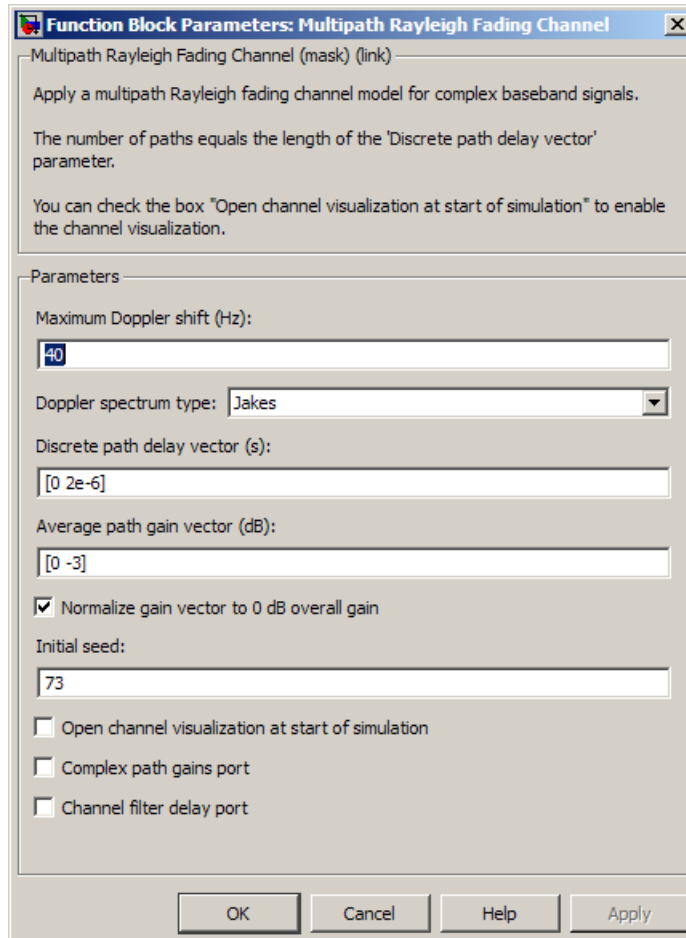 Function Block Parameters: Multipath Rayleigh Fading Channel
Multipath Rayleigh Fading Channel (mask) (link)
Apply a multipath Rayleigh fading channel model for complex baseband signals.
The number of paths equals the length of the 'Discrete path delay vector'
parameter.
You can check the box "Open channel visualization at start of simulation" to enable
the channel visualization.
Parameters
Maximum Doppler shift (Hz):
40
Doppler spectrum type: Jakes
Discrete path delay vector (s):
[0 2e-6]
Average path gain vector (dB):
[0 -3]
Normalize gain vector to 0 dB overall gain
Initial seed:
73
Open channel visualization at start of simulation
Complex path gains port
Channel filter delay port
OK Cancel Help Apply